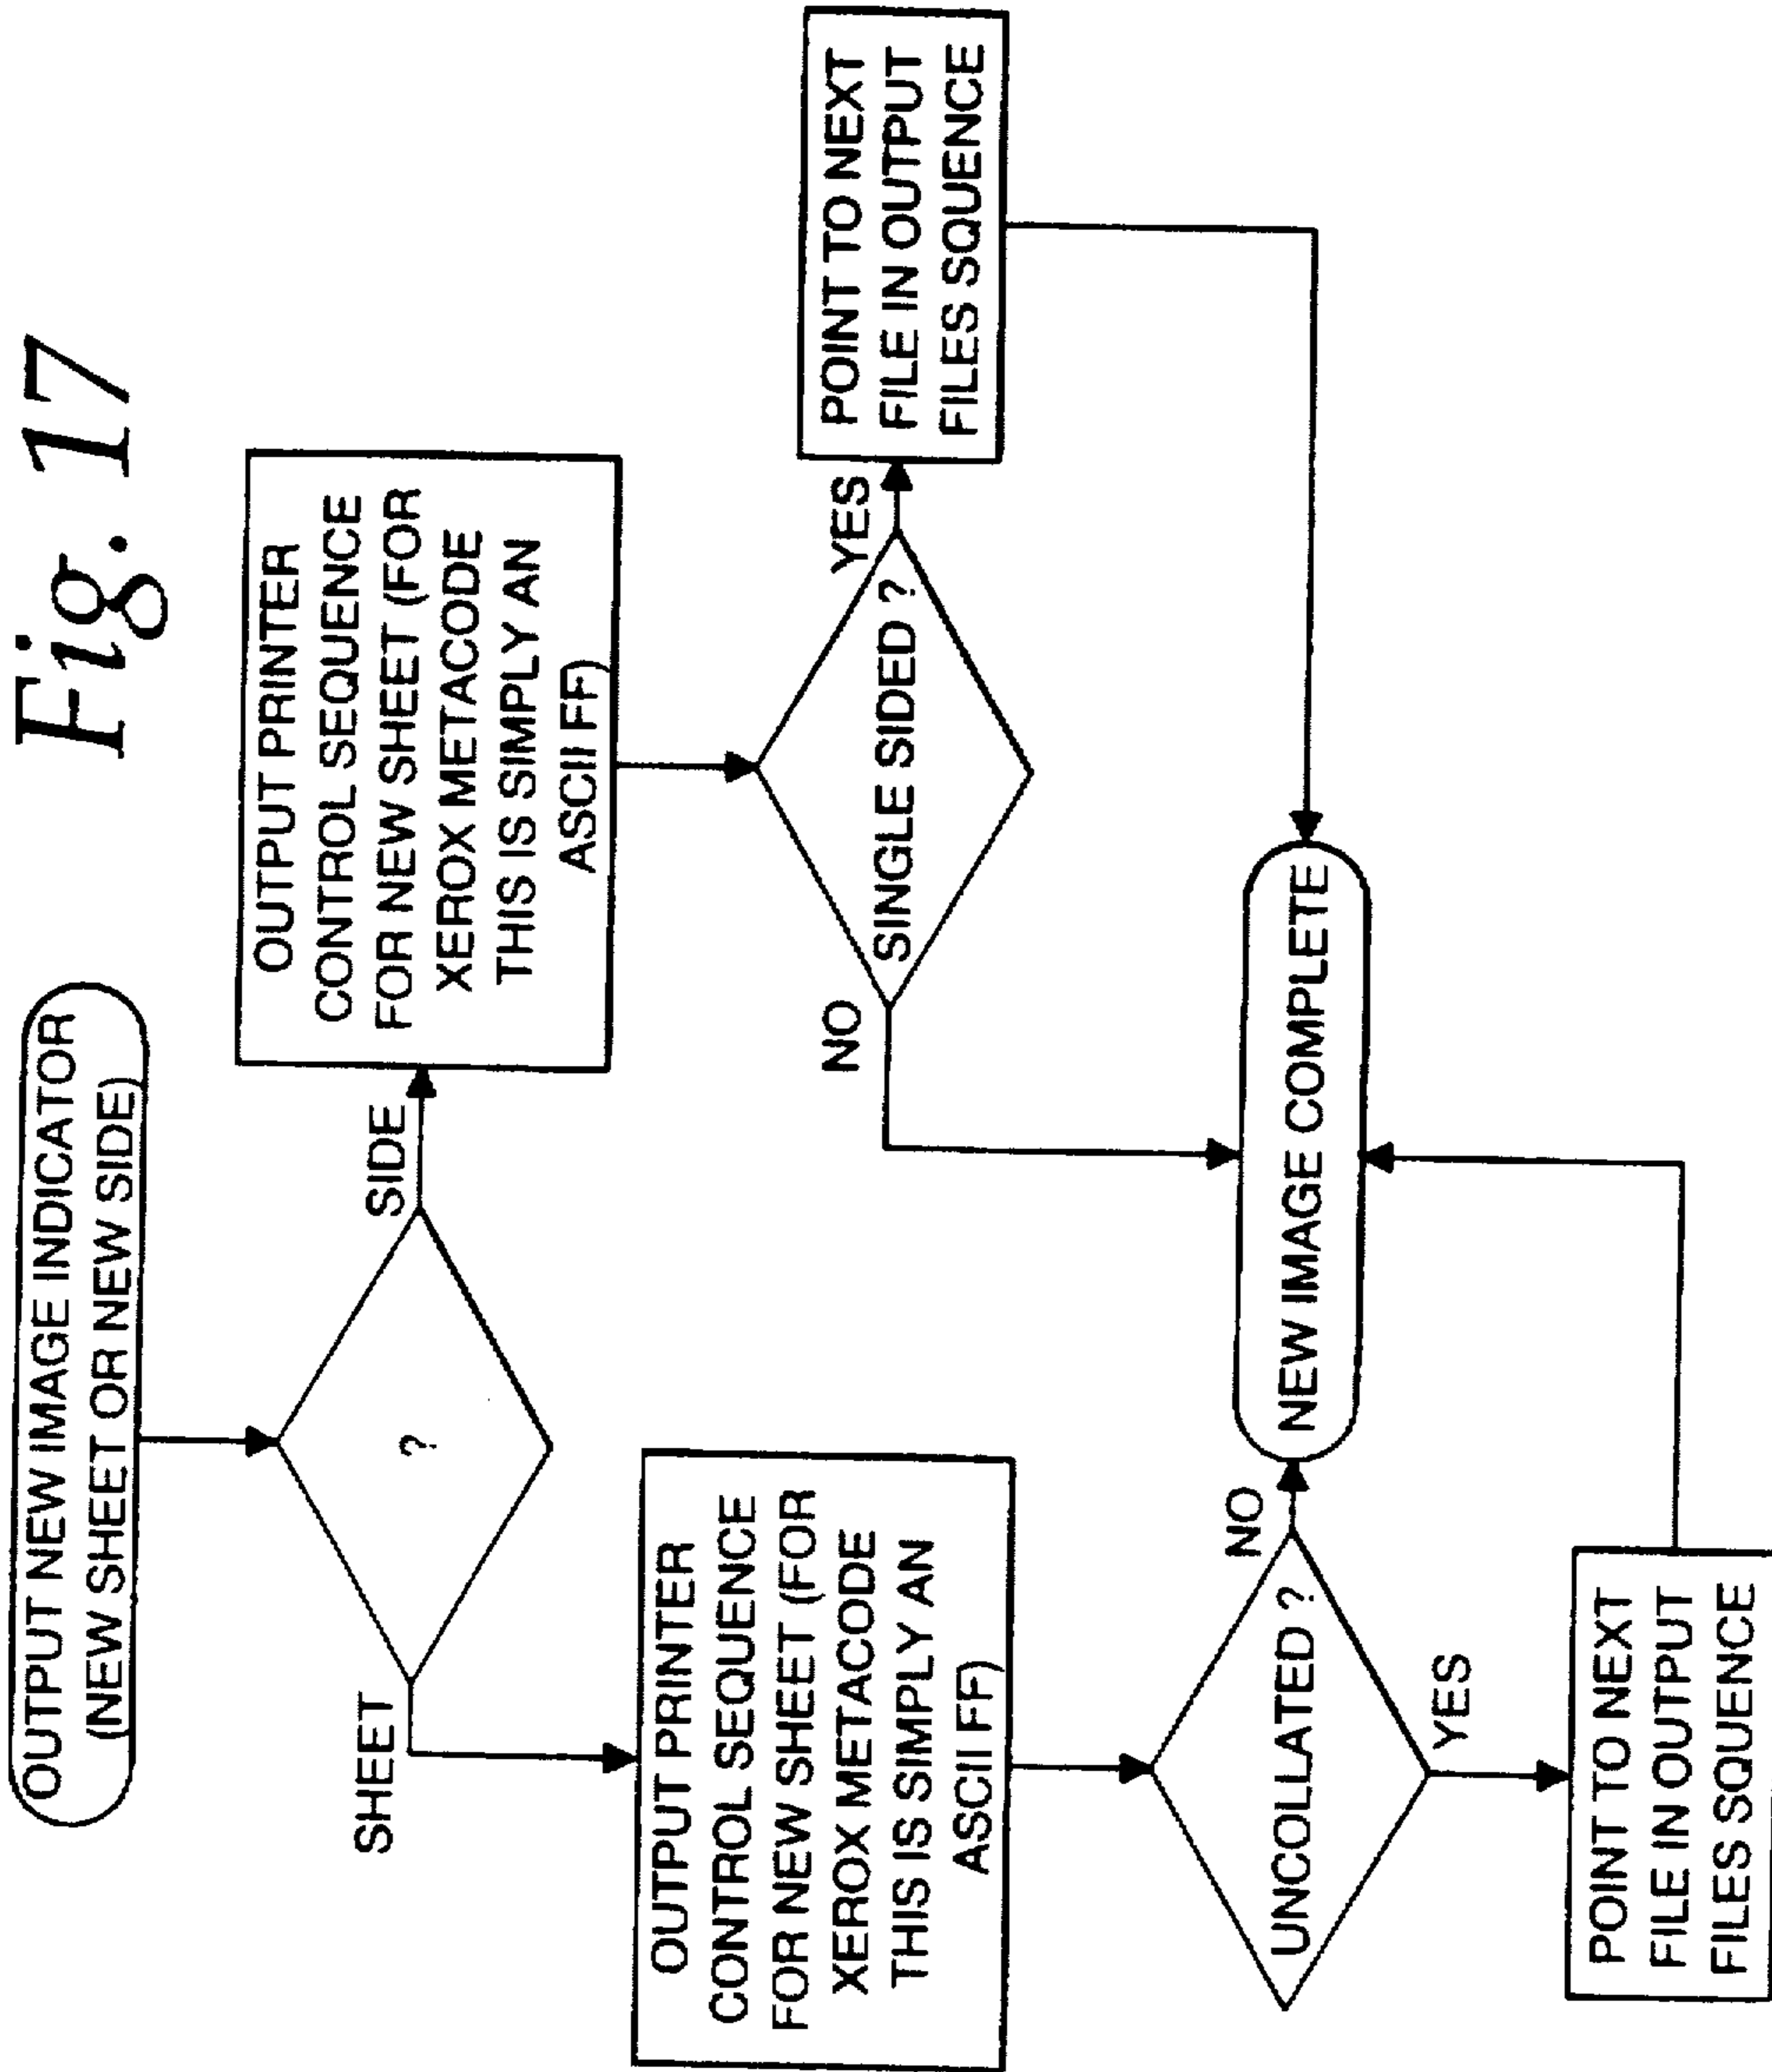 Fig. 17
OUTPUT NEW IMAGE INDICATOR
(NEW SHEET OR NEW SIDE)
?
SHEET
SIDE
OUTPUT PRINTER
CONTROL SEQUENCE
FOR NEW SHEET (FOR
XEROX METACODE
THIS IS SIMPLY AN
ASCII FF)
OUTPUT PRINTER
CONTROL SEQUENCE
FOR NEW SHEET (FOR
XEROX METACODE
THIS IS SIMPLY AN
ASCII FF)
SINGLE SIDED ?
NO
YES
POINT TO NEXT
FILE IN OUTPUT
FILES SQUENCE
UNCOLLATED ?
NO
NEW IMAGE COMPLETE
YES
POINT TO NEXT
FILE IN OUTPUT
FILES SQUENCE